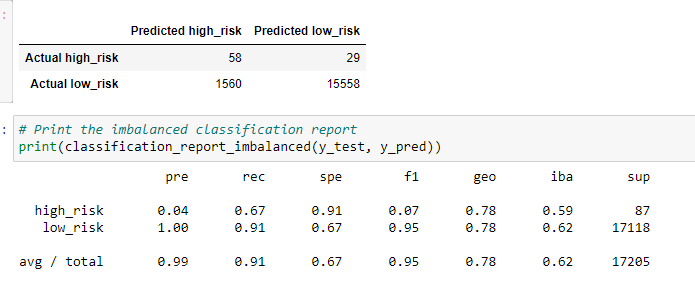 :
Predicted high_risk Predicted low_risk
Actual high_risk 58 29
Actual low_risk 1560 15558
: # Print the imbalanced classification report
print(classification_report_imbalanced(y_test, y_pred))
pre rec spe f1 geo iba sup
high_risk 0.04 0.67 0.91 0.07 0.78 0.59 87
low_risk 1.00 0.91 0.67 0.95 0.78 0.62 17118
avg / total 0.99 0.91 0.67 0.95 0.78 0.62 17205